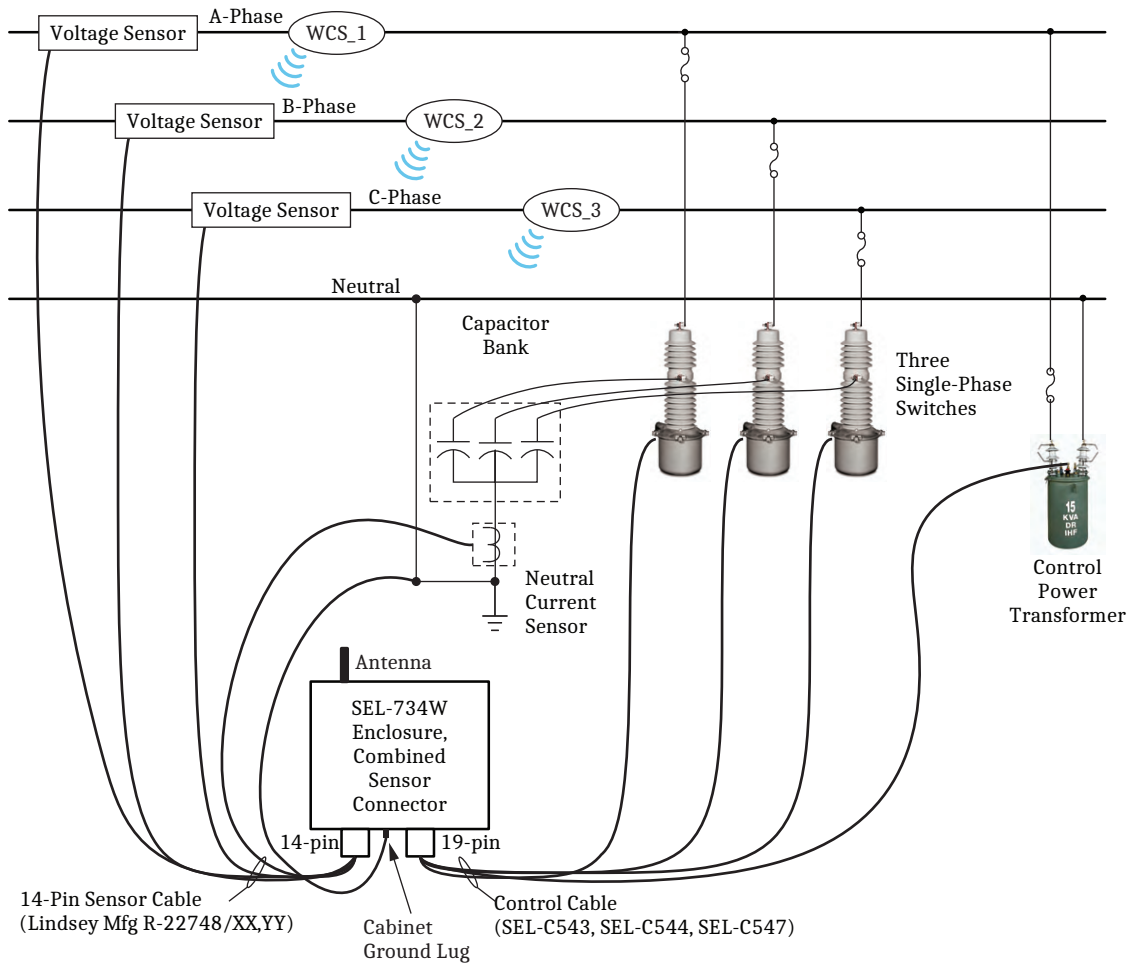 A-Phase
Voltage Sensor
WCS_1
B-Phase
Voltage Sensor
WCS_2
C-Phase
Voltage Sensor
WCS_3
Neutral
Capacitor
Bank
Three
Single-Phase
Switches
15
KVA
DR
IHF
Control
Power
Transformer
Neutral
Current
Sensor
Antenna
SEL-734W
Enclosure,
Combined
Sensor
Connector
14-pin
19-pin
14-Pin Sensor Cable
(Lindsey Mfg R-22748/XX,YY)
Control Cable
(SEL-C543, SEL-C544, SEL-C547)
Cabinet
Ground Lug